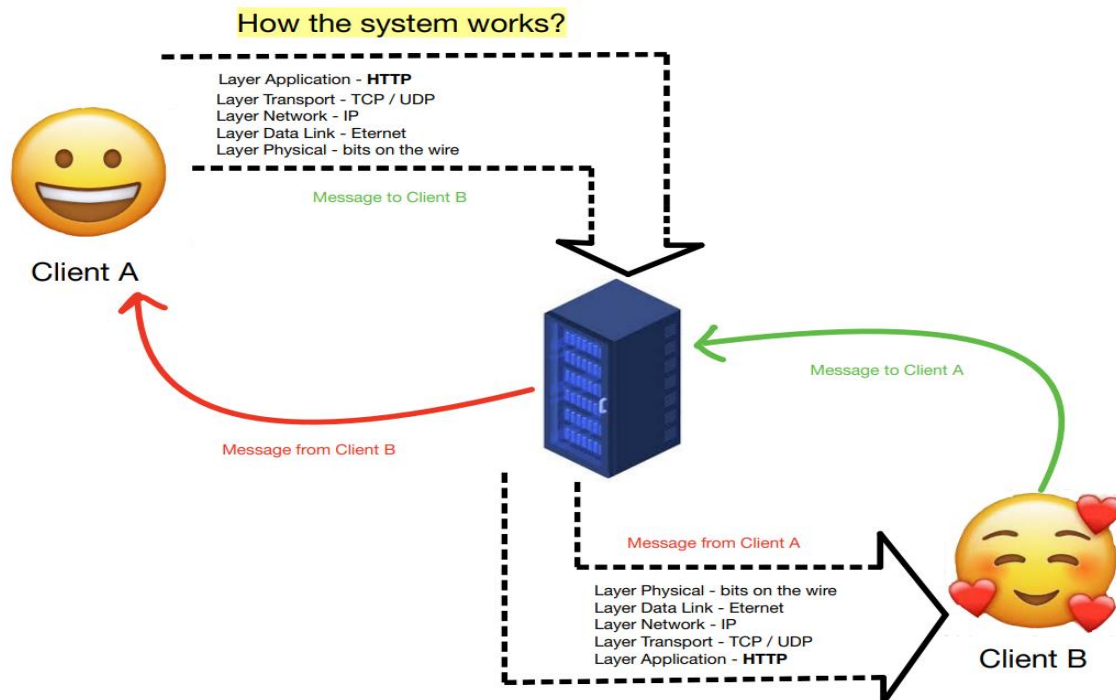 How the system works?
Layer Application - HTTP
Layer Transport - TCP / UDP
Layer Network - IP
Layer Data Link - Eternet
Layer Physical - bits on the wire
Message to Client B
Client A
Message to Client A
Message from Client B
Message from Client A
Layer Physical - bits on the wire
Layer Data Link - Eternet
Layer Network - IP
Layer Transport - TCP / UDP
Layer Application - HTTP
Client B